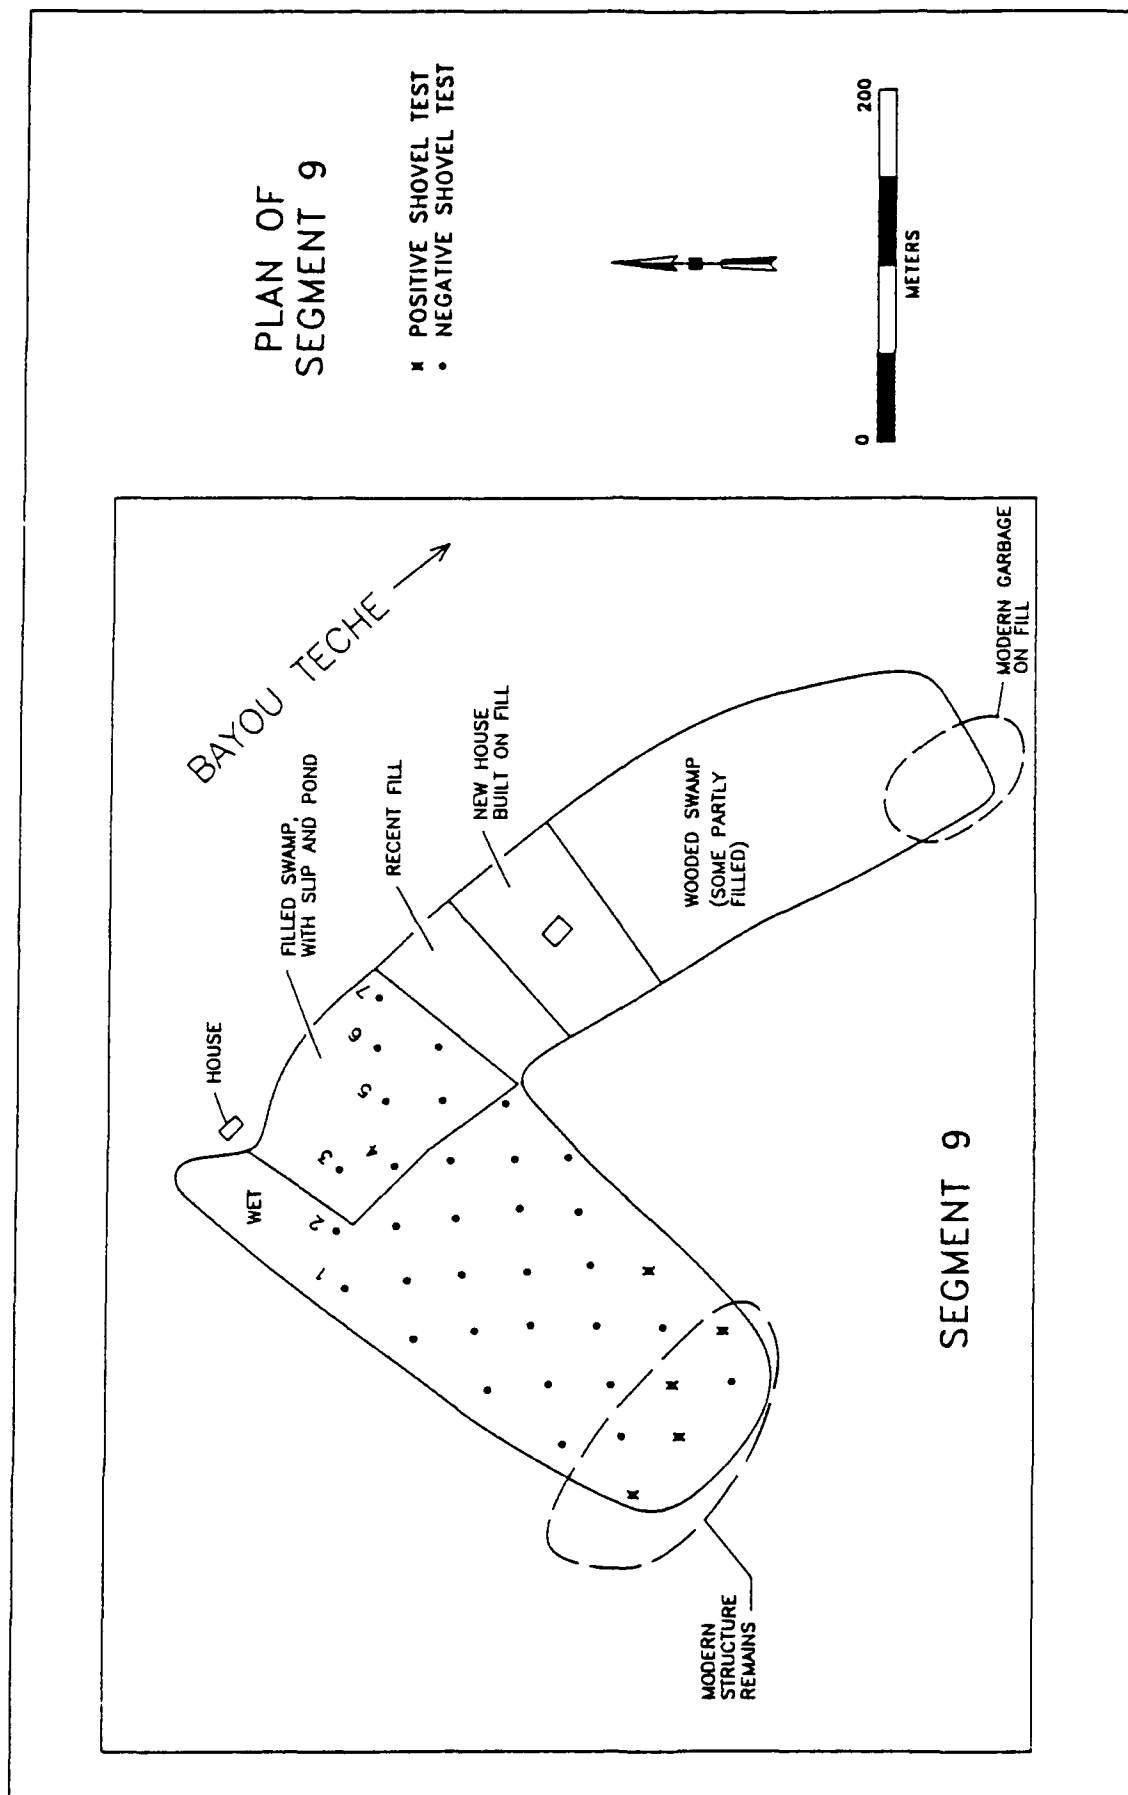 PLAN OF
SEGMENT 9
POSITIVE SHOVEL TEST
NEGATIVE SHOVEL TEST
0
200
METERS
BAYOU TECHE
HOUSE
FILLED SWAMP,
WITH SLIP AND POND
RECENT FILL
NEW HOUSE
BUILT ON FILL
WOODED SWAMP
(SOME PARTLY
FILLED)
MODERN GARBAGE
ON FILL
WET
1
2
3
4
5
6
7
MODERN
STRUCTURE
REMAINS
SEGMENT 9